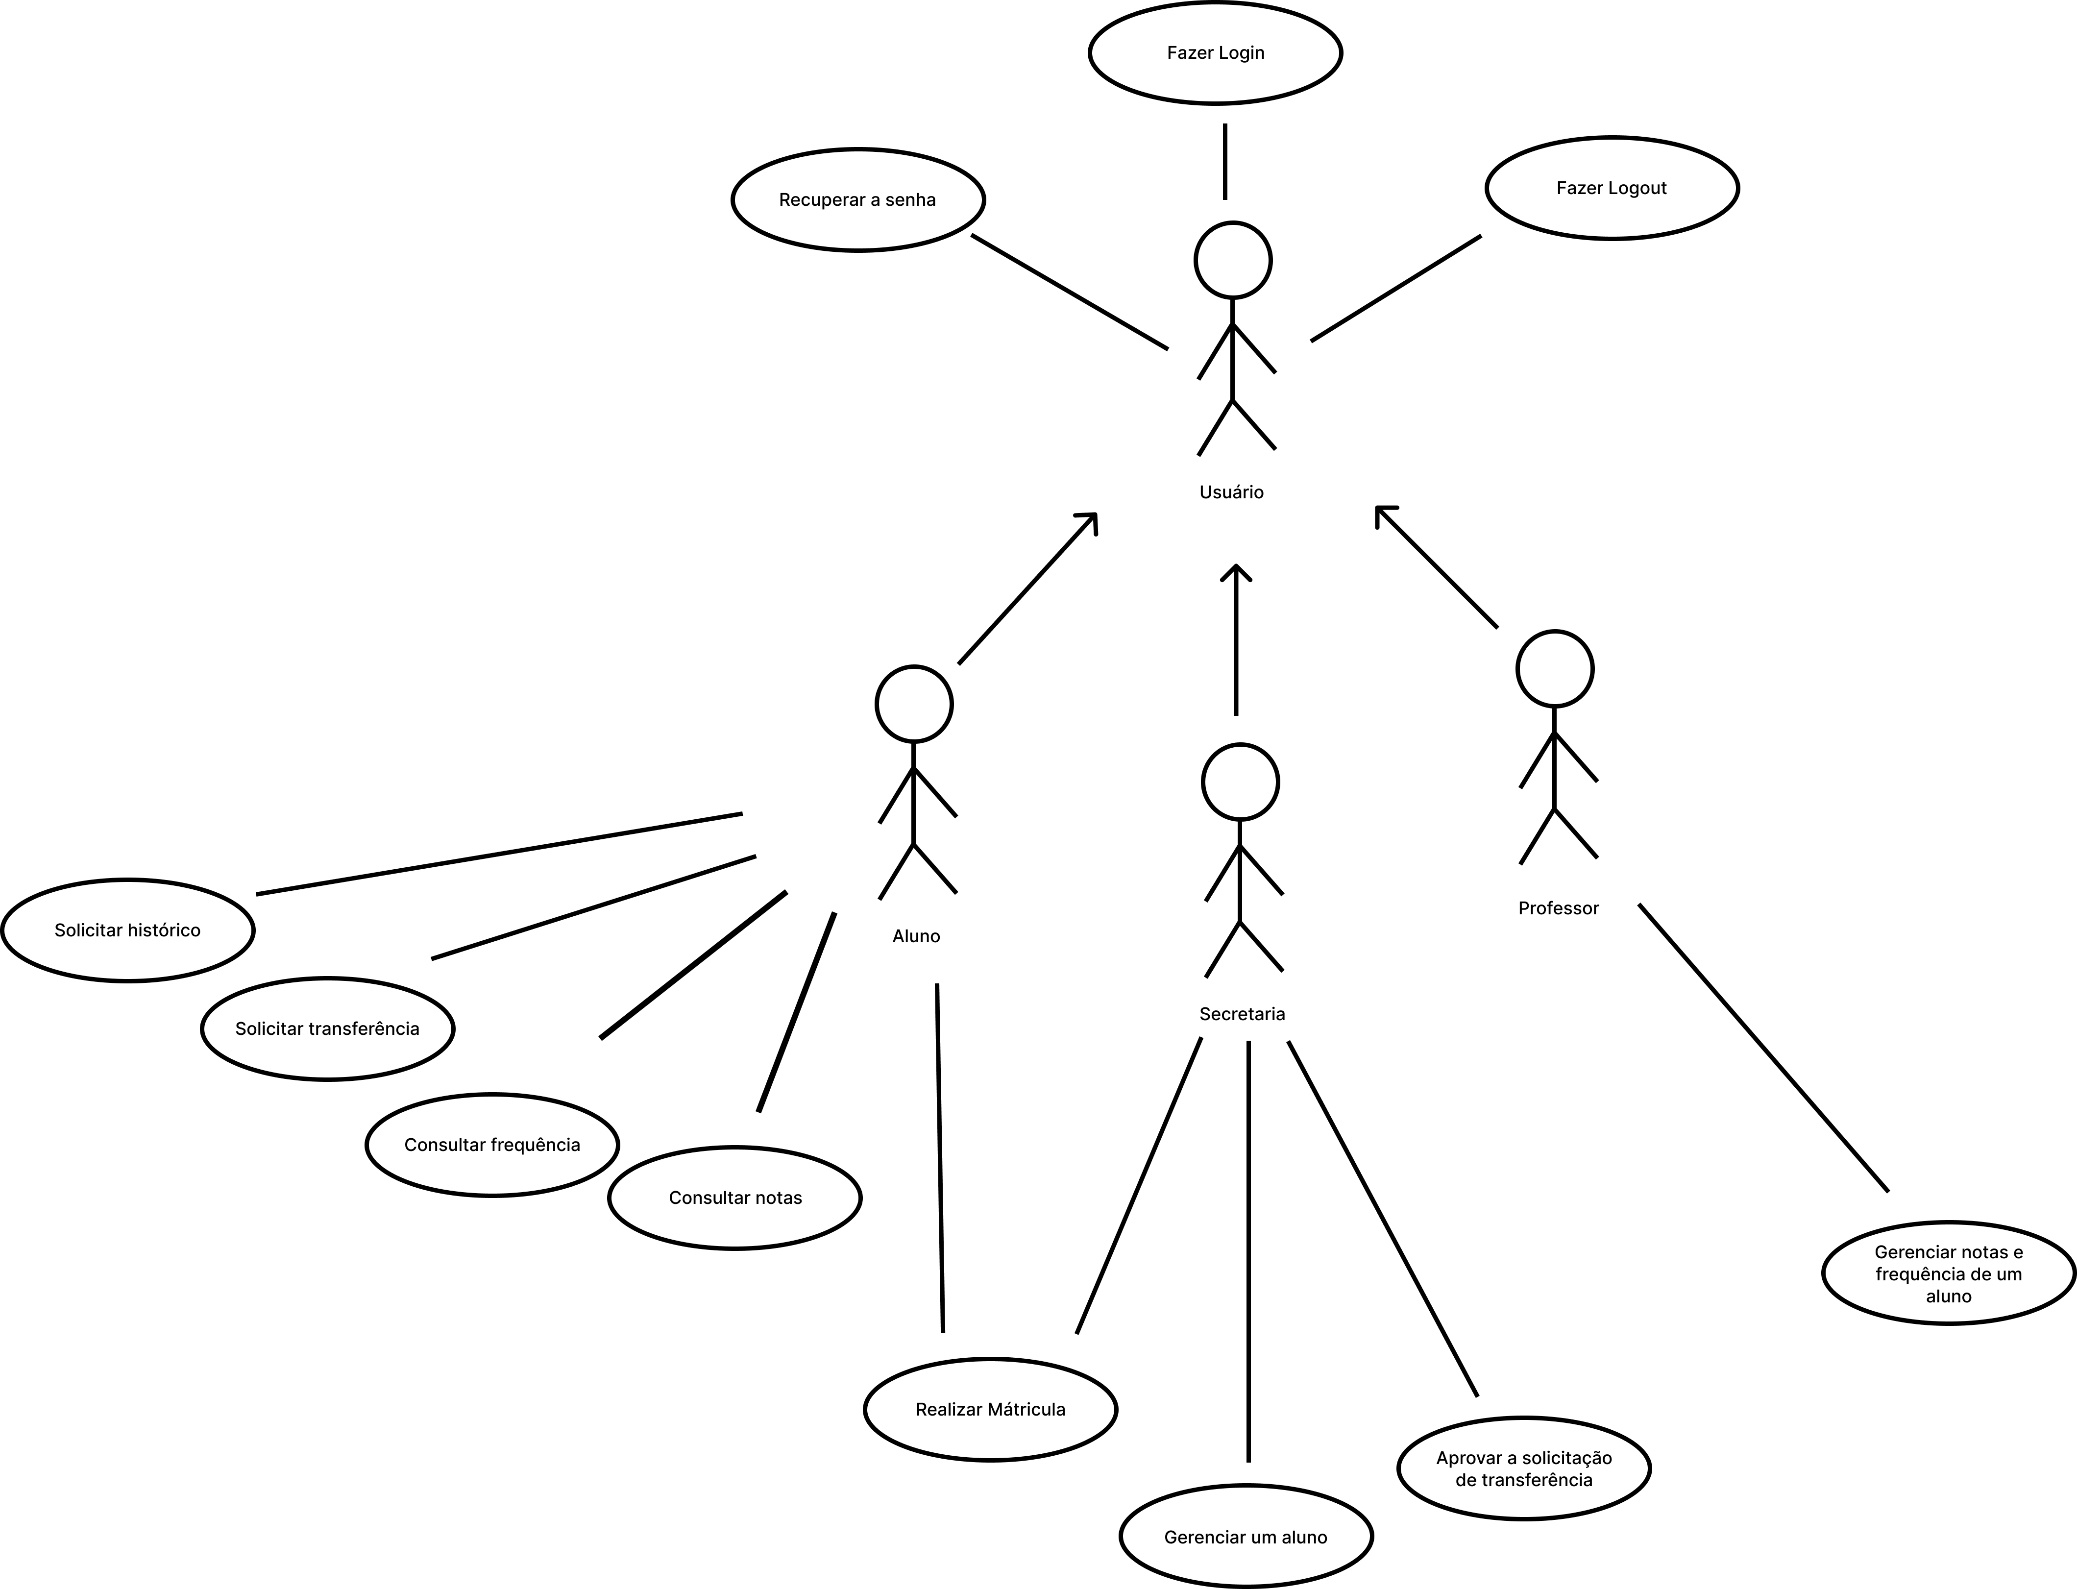 Fazer Login
Recuperar a senha
Fazer Logout
Usuário
Aluno
Secretaria
Professor
Solicitar histórico
Solicitar transferência
Consultar frequência
Consultar notas
Realizar Mátricula
Gerenciar um aluno
Aprovar a solicitação
de transferência
Gerenciar notas e
frequência de um
aluno